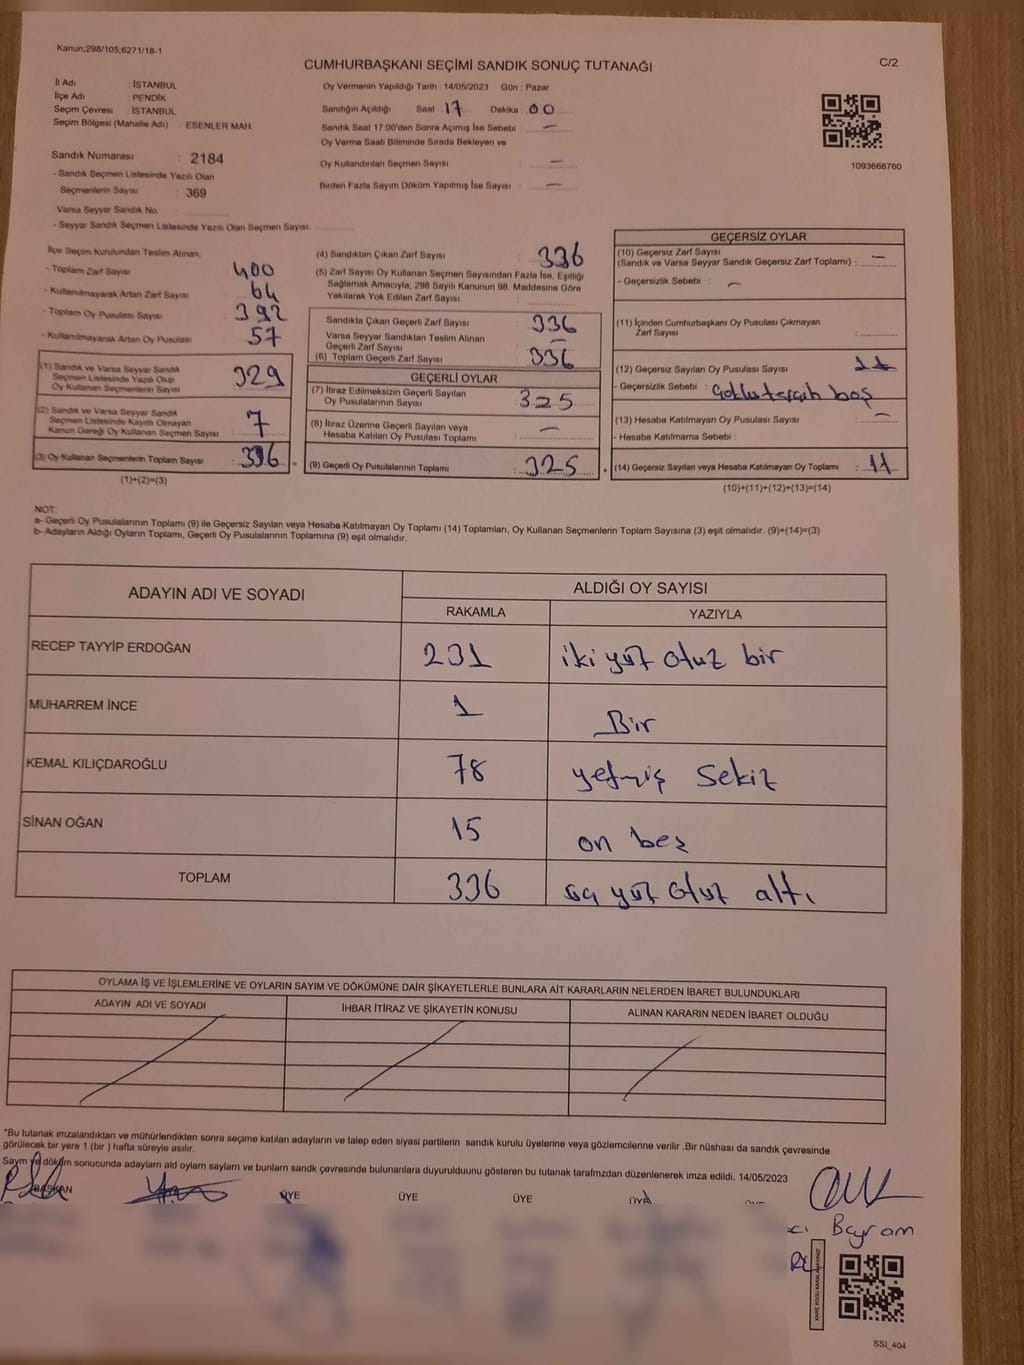 Kanun;298/105,6271/18-1
CUMHURBAŞKANI SEÇİMİ SANDIK SONUÇ TUTANAĞI
C/2
İl Adı : İSTANBUL
İlçe Adı : PENDİK
Seçim Çevresi : İSTANBUL
Seçim Bölgesi (Mahalle Adı) ESENLER MAH.
Sandık Numarası : 2184
- Sandık Seçmen Listesinde Yazılı Olan
Seçmenlerin Sayısı : 369
Varsa Seyyar Sandık No
- Seyyar Sandık Seçmen Listesinde Yazılı Olan Seçmen Sayısı
Oy Vermenin Yapıldığı Tarih : 14/05/2023 Gün : Pazar
Sandığın Açıldığı Saat 17 Dakika : 00
Sandık Saat 17:00'den Sonra Açılmış İse Sebebi : —
Oy Verme Saati Bitiminde Sırada Bekleyen ve
Oy Kullandırılan Seçmen Sayısı : —
Birden Fazla Sayım Döküm Yapılmış İse Sayısı : —
1093668760
İlçe Seçim Kurulundan Teslim Alınan;
- Toplam Zarf Sayısı 400
- Kullanılmayarak Artan Zarf Sayısı 64
- Toplam Oy Pusulası Sayısı 392
- Kullanılmayarak Artan Oy Pusulası 57
(1) Sandık ve Varsa Seyyar Sandık
Seçmen Listesinde Yazılı Olup
Oy Kullanan Seçmenlerin Sayısı 329
(2) Sandık ve Varsa Seyyar Sandık
Seçmen Listesinde Kayıtlı Olmayan
Kanun Gereği Oy Kullanan Seçmen Sayısı 7
(3) Oy Kullanan Seçmenlerin Toplam Sayısı : 336
(1)+(2)=(3)
(4) Sandıktan Çıkan Zarf Sayısı : 336
(5) Zarf Sayısı Oy Kullanan Seçmen Sayısından Fazla İse, Eşitliği
Sağlamak Amacıyla; 298 Sayılı Kanunun 98. Maddesine Göre
Yakılarak Yok Edilen Zarf Sayısı
Sandıkta Çıkan Geçerli Zarf Sayısı : 336
Varsa Seyyar Sandıktan Teslim Alınan
Geçerli Zarf Sayısı
(6) Toplam Geçerli Zarf Sayısı : 336
GEÇERLİ OYLAR
(7) İtiraz Edilmeksizin Geçerli Sayılan
Oy Pusulalarının Sayısı : 325
(8) İtiraz Üzerine Geçerli Sayılan veya
Hesaba Katılan Oy Pusulası Toplamı : —
(9) Geçerli Oy Pusulalarının Toplamı : 325
GEÇERSİZ OYLAR
(10) Geçersiz Zarf Sayısı
(Sandık ve Varsa Seyyar Sandık Geçersiz Zarf Toplamı) : —
- Geçersizlik Sebebi : —
(11) İçinden Cumhurbaşkanı Oy Pusulası Çıkmayan
Zarf Sayısı :
(12) Geçersiz Sayılan Oy Pusulası Sayısı : 11
- Geçersizlik Sebebi : boş
(13) Hesaba Katılmayan Oy Pusulası Sayısı : —
- Hesaba Katılmama Sebebi :
(14) Geçersiz Sayılan veya Hesaba Katılmayan Oy Toplamı : 11
(10)+(11)+(12)+(13)=(14)
NOT:
a- Geçerli Oy Pusulalarının Toplamı (9) ile Geçersiz Sayılan veya Hesaba Katılmayan Oy Toplamı (14) Toplamları, Oy Kullanan Seçmenlerin Toplam Sayısına (3) eşit olmalıdır. (9)+(14)=(3)
b- Adayların Aldığı Oyların Toplamı, Geçerli Oy Pusulalarının Toplamına (9) eşit olmalıdır.
ADAYIN ADI VE SOYADI ALDIĞI OY SAYISI
RAKAMLA YAZIYLA
RECEP TAYYİP ERDOĞAN 231 iki yüz otuz bir
MUHARREM İNCE 1 Bir
KEMAL KILIÇDAROĞLU 78 yetmiş sekiz
SİNAN OĞAN 15 on beş
TOPLAM 336 üç yüz otuz altı
OYLAMA İŞ VE İŞLEMLERİNE VE OYLARIN SAYIM VE DÖKÜMÜNE DAİR ŞİKAYETLERLE BUNLARA AİT KARARLARIN NELERDEN İBARET BULUNDUKLARI
ADAYIN ADI VE SOYADI İHBAR İTİRAZ VE ŞİKAYETİN KONUSU ALINAN KARARIN NEDEN İBARET OLDUĞU
*Bu tutanak imzalandıktan ve mühürlendikten sonra seçime katılan adayların ve talep eden siyasi partilerin sandık kurulu üyelerine veya gözlemcilerine verilir .Bir nüshası da sandık çevresinde
görülecek bir yere 1 (bir ) hafta süreyle asılır.
Sayım ve döküm sonucunda adayların ald oyların sayların ve bunların sandk çevresinde bulunanlara duyurulduunu gösteren bu tutanak tarafmzdan düzenlenerek imza edildi. 14/05/2023
BAŞKAN ÜYE ÜYE ÜYE
Bayram
SSI_404